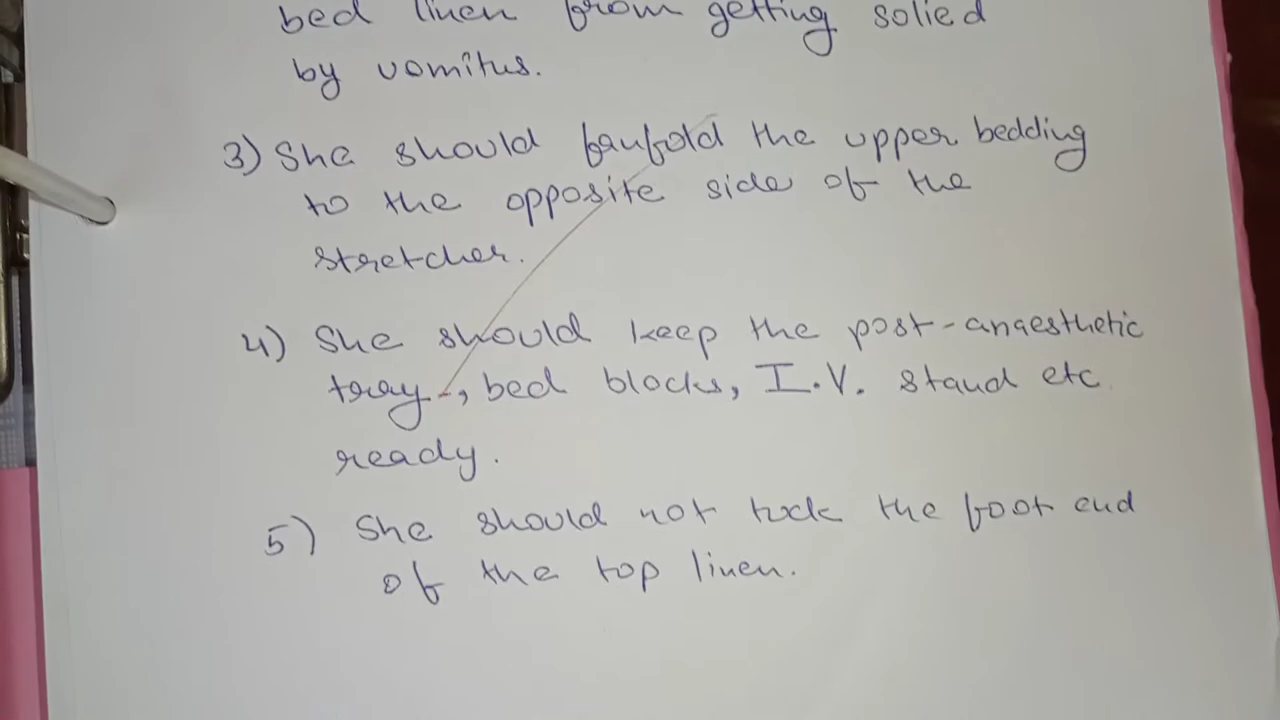 bed linen from getting solied
by vomitus.
3) She should fanfold the upper bedding
to the opposite side of the
stretcher.
4) She should keep the post-anaesthetic
tray, bed blocks, I.V. stand etc
ready.
5) She should not tuck the foot end
of the top linen.